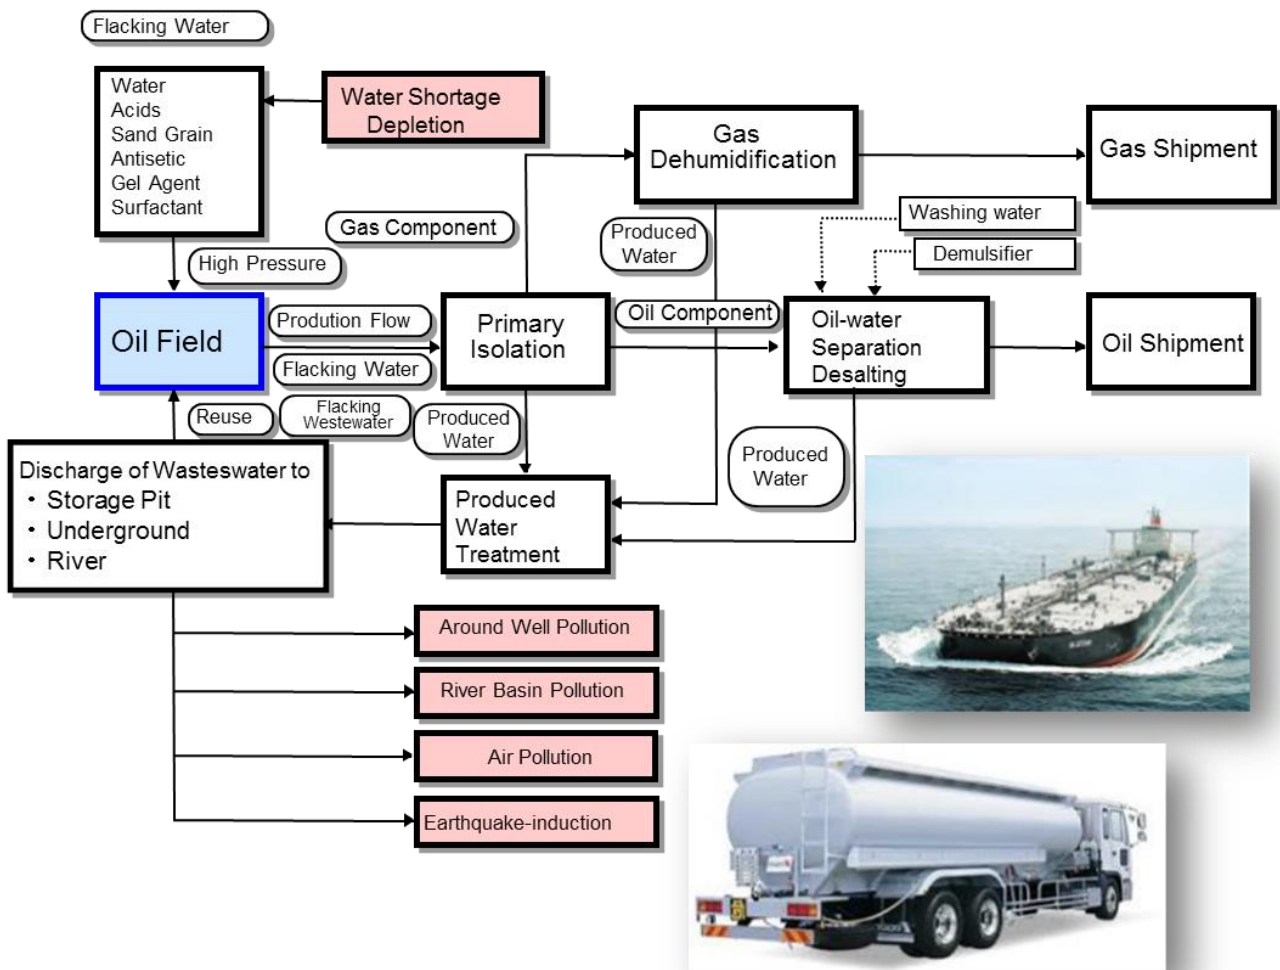 Flacking Water
Water
Acids
Sand Grain
Antisetic
Gel Agent
Surfactant
Water Shortage
Depletion
Gas
Dehumidification
Gas Shipment
Gas Component
High Pressure
Produced
Water
Washing water
Demulsifier
Oil Field
Prodution Flow
Flacking Water
Primary
Isolation
Oil Component
Oil-water
Separation
Desalting
Oil Shipment
Reuse
Flacking
Westewater
Produced
Water
Produced
Water
Discharge of Wasteswater to
・ Storage Pit
・ Underground
・ River
Produced
Water
Treatment
Around Well Pollution
River Basin Pollution
Air Pollution
Earthquake-induction